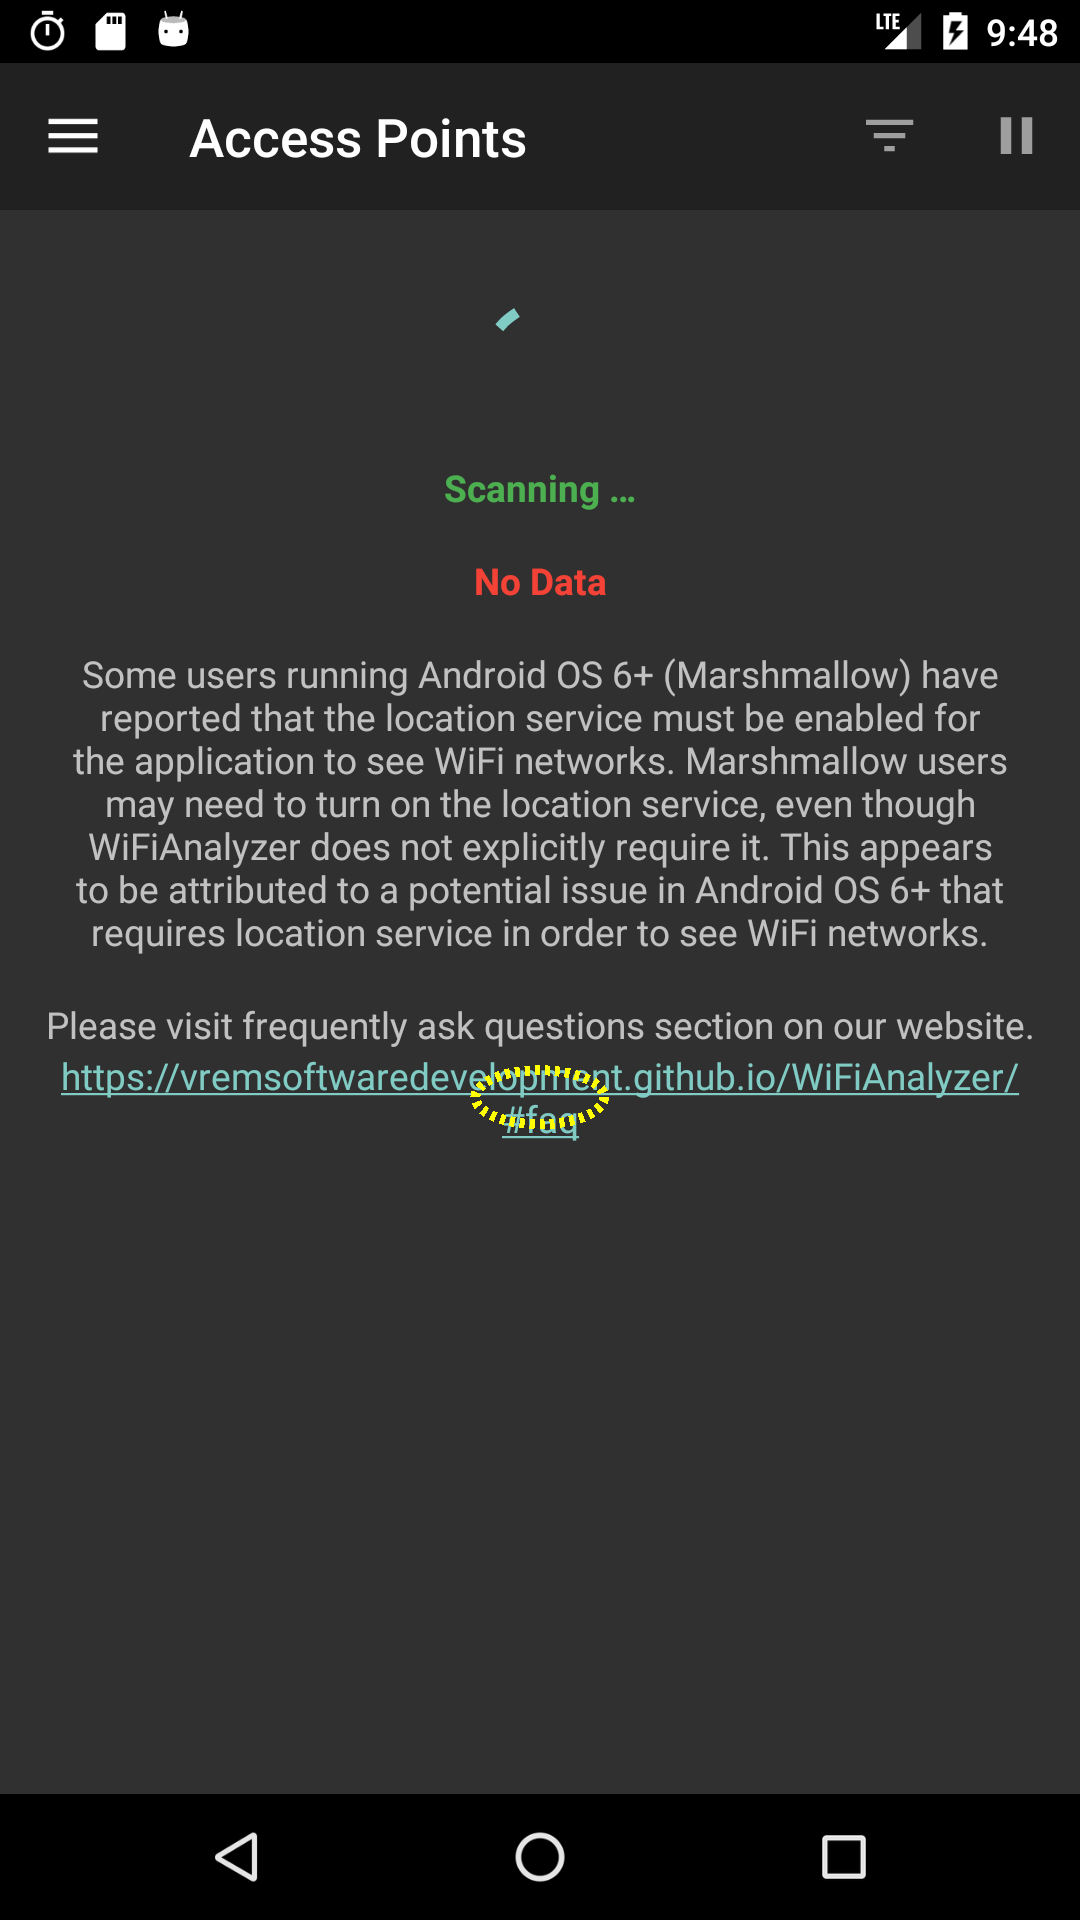 LTE 9:48
Access Points
Scanning ...
No Data
Some users running Android OS 6+ (Marshmallow) have
reported that the location service must be enabled for
the application to see WiFi networks. Marshmallow users
may need to turn on the location service, even though
WiFiAnalyzer does not explicitly require it. This appears
to be attributed to a potential issue in Android OS 6+ that
requires location service in order to see WiFi networks.
Please visit frequently ask questions section on our website.
https://vremsoftwaredevelopment.github.io/WiFiAnalyzer/
#faq